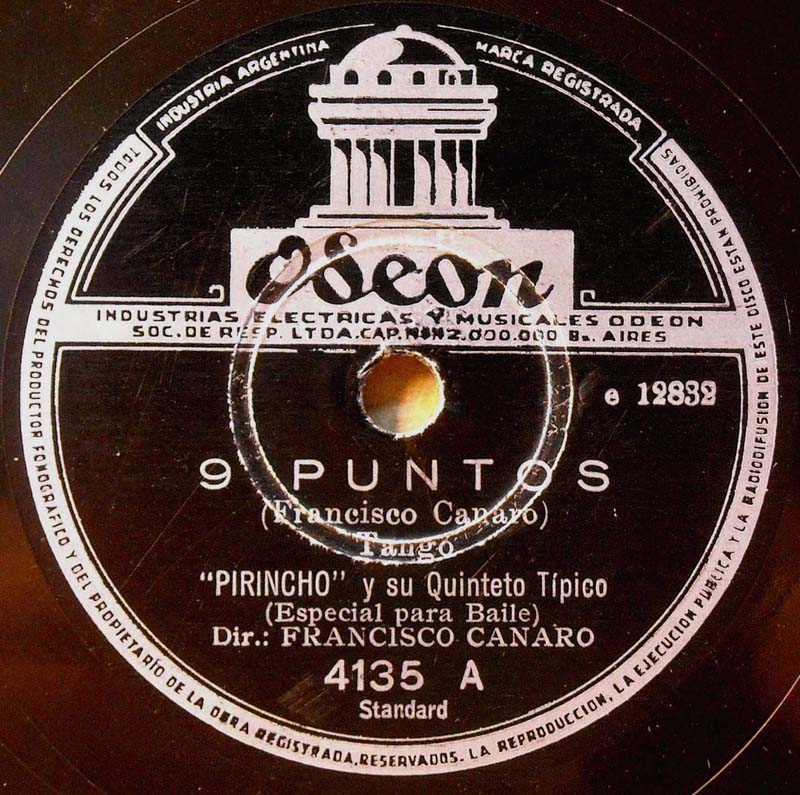 INDUSTRIA ARGENTINA
MARCA REGISTRADA
Odeon
INDUSTRIAS ELECTRICAS Y MUSICALES ODEON
SOC. DE RESP. LTDA. CAP. M$N 2.000.000 Bs. AIRES
e 12832
9 PUNTOS
(Francisco Canaro)
Tango
"PIRINCHO" y su Quinteto Típico
(Especial para Baile)
Dir.: FRANCISCO CANARO
4135 A
Standard
TODOS LOS DERECHOS DEL PRODUCTOR FONOGRAFICO Y DEL PROPIETARIO DE LA OBRA REGISTRADA, RESERVADOS. LA REPRODUCCION, LA EJECUCION PUBLICA Y LA RADIODIFUSION DE ESTE DISCO ESTAN PROHIBIDAS